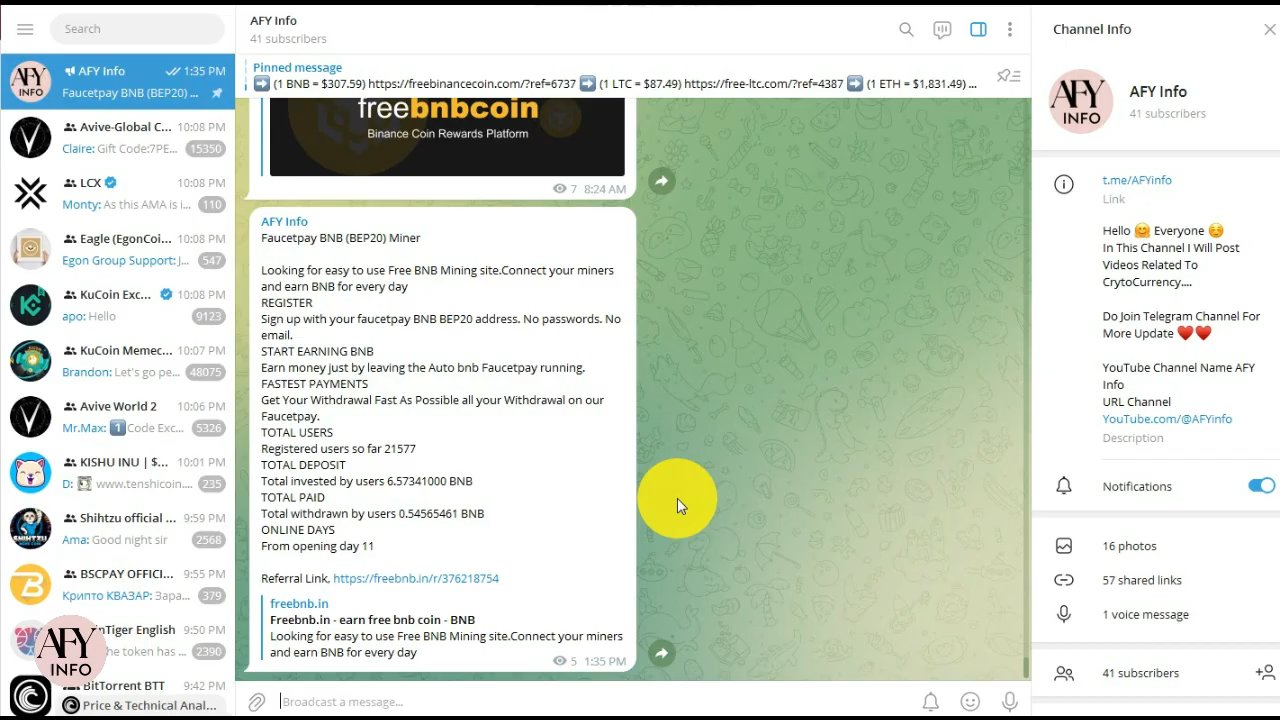 Search
AFY Info
1:35 PM
Faucetpay BNB (BEP20) ...
Avive-Global C...
10:08 PM
Claire: Gift Code:7PE...
15350
LCX
10:08 PM
Monty: As this AMA is i...
110
Eagle (EgonCoi...
10:08 PM
Egon Group Support: J...
547
KuCoin Exc...
10:08 PM
apo: Hello
9123
KuCoin Memec...
10:07 PM
Brandon: Let's go pe...
48075
Avive World 2
10:06 PM
Mr.Max: 1 Code Exc...
5326
KISHU INU | $...
10:01 PM
D: www.tenshicoin....
235
Shihtzu official ...
9:59 PM
Ama: Good night sir
2568
BSCPAY OFFICI...
9:55 PM
Крипто КВАЗАР: Зара...
379
nTiger English
9:50 PM
he token has ...
2390
AFY
INFO
BitTorrent BTT
9:42 PM
Price & Technical Anal...
AFY Info
41 subscribers
Pinned message
➡ (1 BNB = $307.59) https://freebinancecoin.com/?ref=6737 ➡ (1 LTC = $87.49) https://free-ltc.com/?ref=4387 ➡ (1 ETH = $1,831.49) ...
freebnbcoin
Binance Coin Rewards Platform
7 8:24 AM
AFY Info
Faucetpay BNB (BEP20) Miner
Looking for easy to use Free BNB Mining site.Connect your miners
and earn BNB for every day
REGISTER
Sign up with your faucetpay BNB BEP20 address. No passwords. No
email.
START EARNING BNB
Earn money just by leaving the Auto bnb Faucetpay running.
FASTEST PAYMENTS
Get Your Withdrawal Fast As Possible all your Withdrawal on our
Faucetpay.
TOTAL USERS
Registered users so far 21577
TOTAL DEPOSIT
Total invested by users 6.57341000 BNB
TOTAL PAID
Total withdrawn by users 0.54565461 BNB
ONLINE DAYS
From opening day 11
Referral Link, https://freebnb.in/r/376218754
freebnb.in
Freebnb.in - earn free bnb coin - BNB
Looking for easy to use Free BNB Mining site.Connect your miners
and earn BNB for every day
5 1:35 PM
Broadcast a message...
Channel Info
AFY
INFO
AFY Info
41 subscribers
t.me/AFYinfo
Link
Hello 🤗 Everyone ☺️
In This Channel I Will Post
Videos Related To
CrytoCurrency....
Do Join Telegram Channel For
More Update ♥️♥️
YouTube Channel Name AFY
Info
URL Channel
YouTube.com/@AFYinfo
Description
Notifications
16 photos
57 shared links
1 voice message
41 subscribers